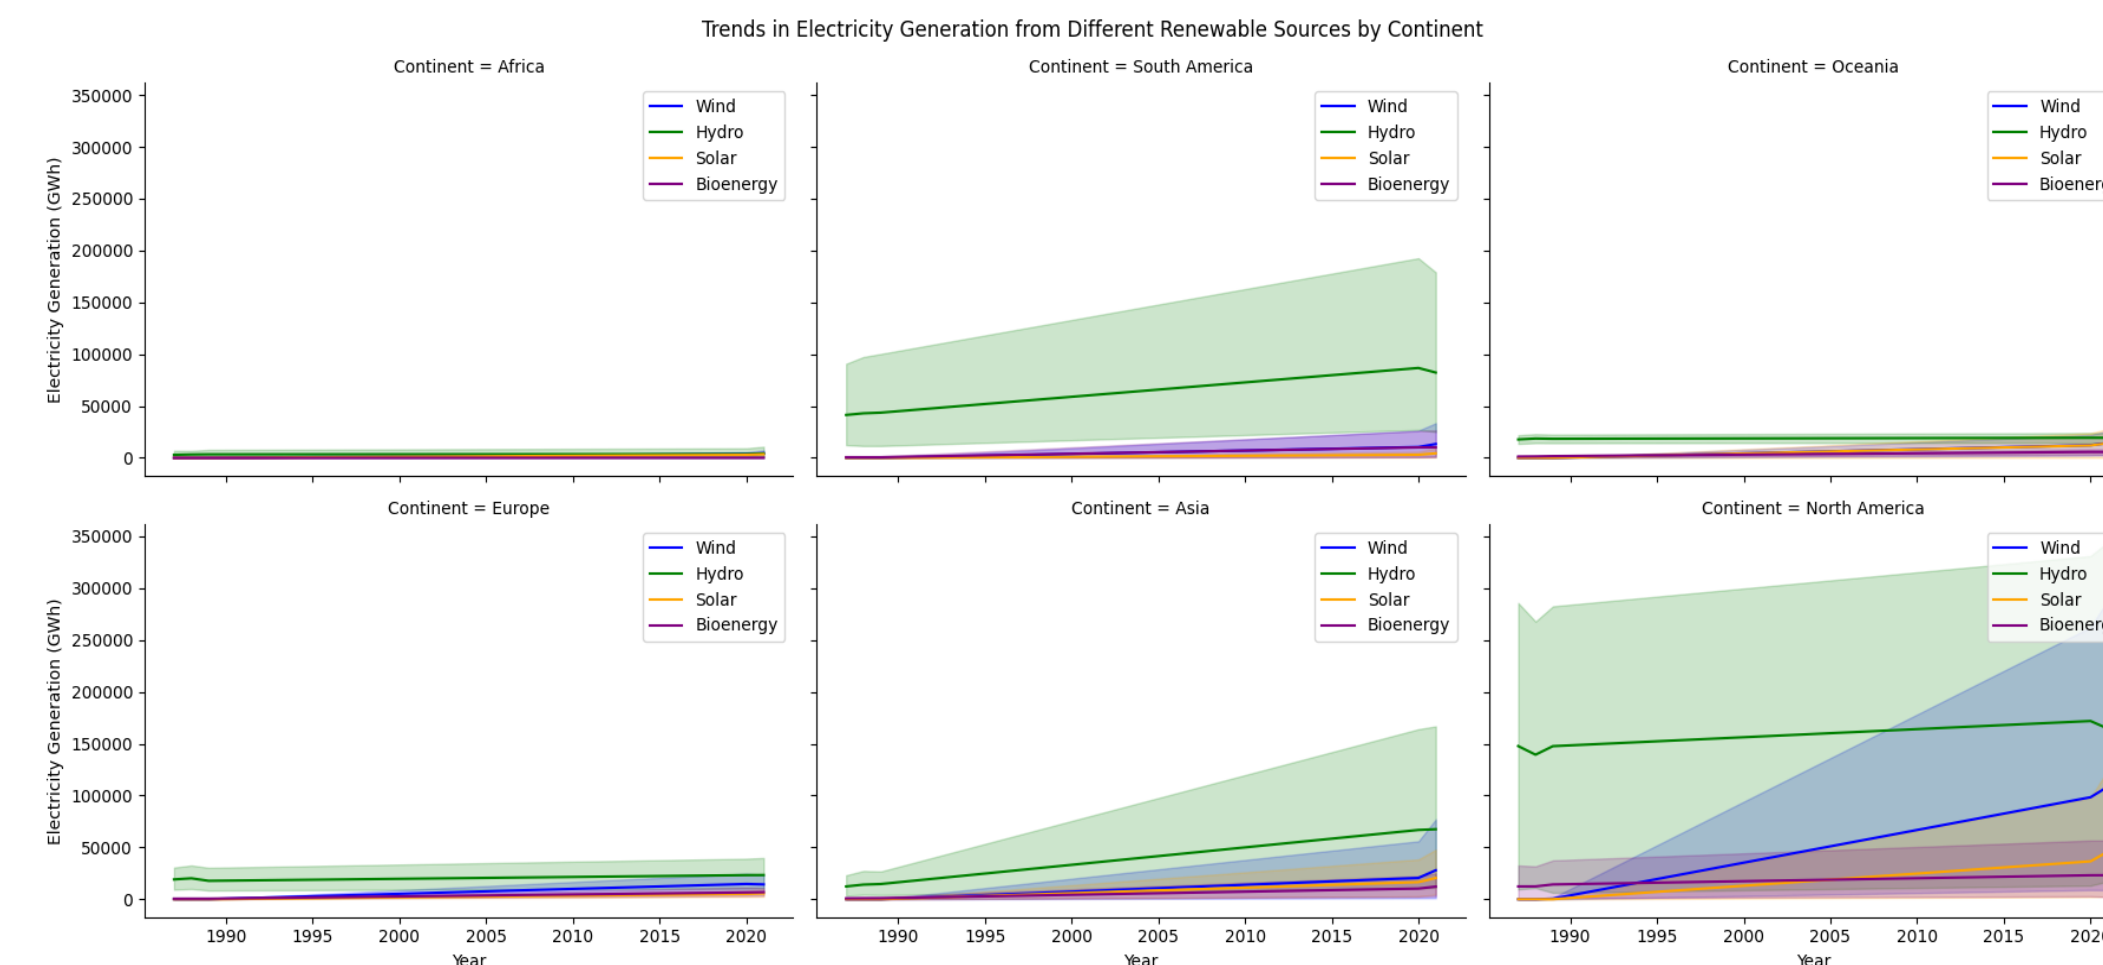 Trends in Electricity Generation from Different Renewable Sources by Continent
Continent = Africa
Continent = South America
Continent = Oceania
350000
300000
250000
200000
150000
100000
50000
0
Electricity Generation (GWh)
Wind
Hydro
Solar
Bioenergy
Wind
Hydro
Solar
Bioenergy
Wind
Hydro
Solar
Bioener
Continent = Europe
Continent = Asia
Continent = North America
350000
300000
250000
200000
150000
100000
50000
0
Electricity Generation (GWh)
Wind
Hydro
Solar
Bioenergy
Wind
Hydro
Solar
Bioenergy
Wind
Hydro
Solar
Bioener
1990 1995 2000 2005 2010 2015 2020
1990 1995 2000 2005 2010 2015 2020
1990 1995 2000 2005 2010 2015 202
Year
Year
Year